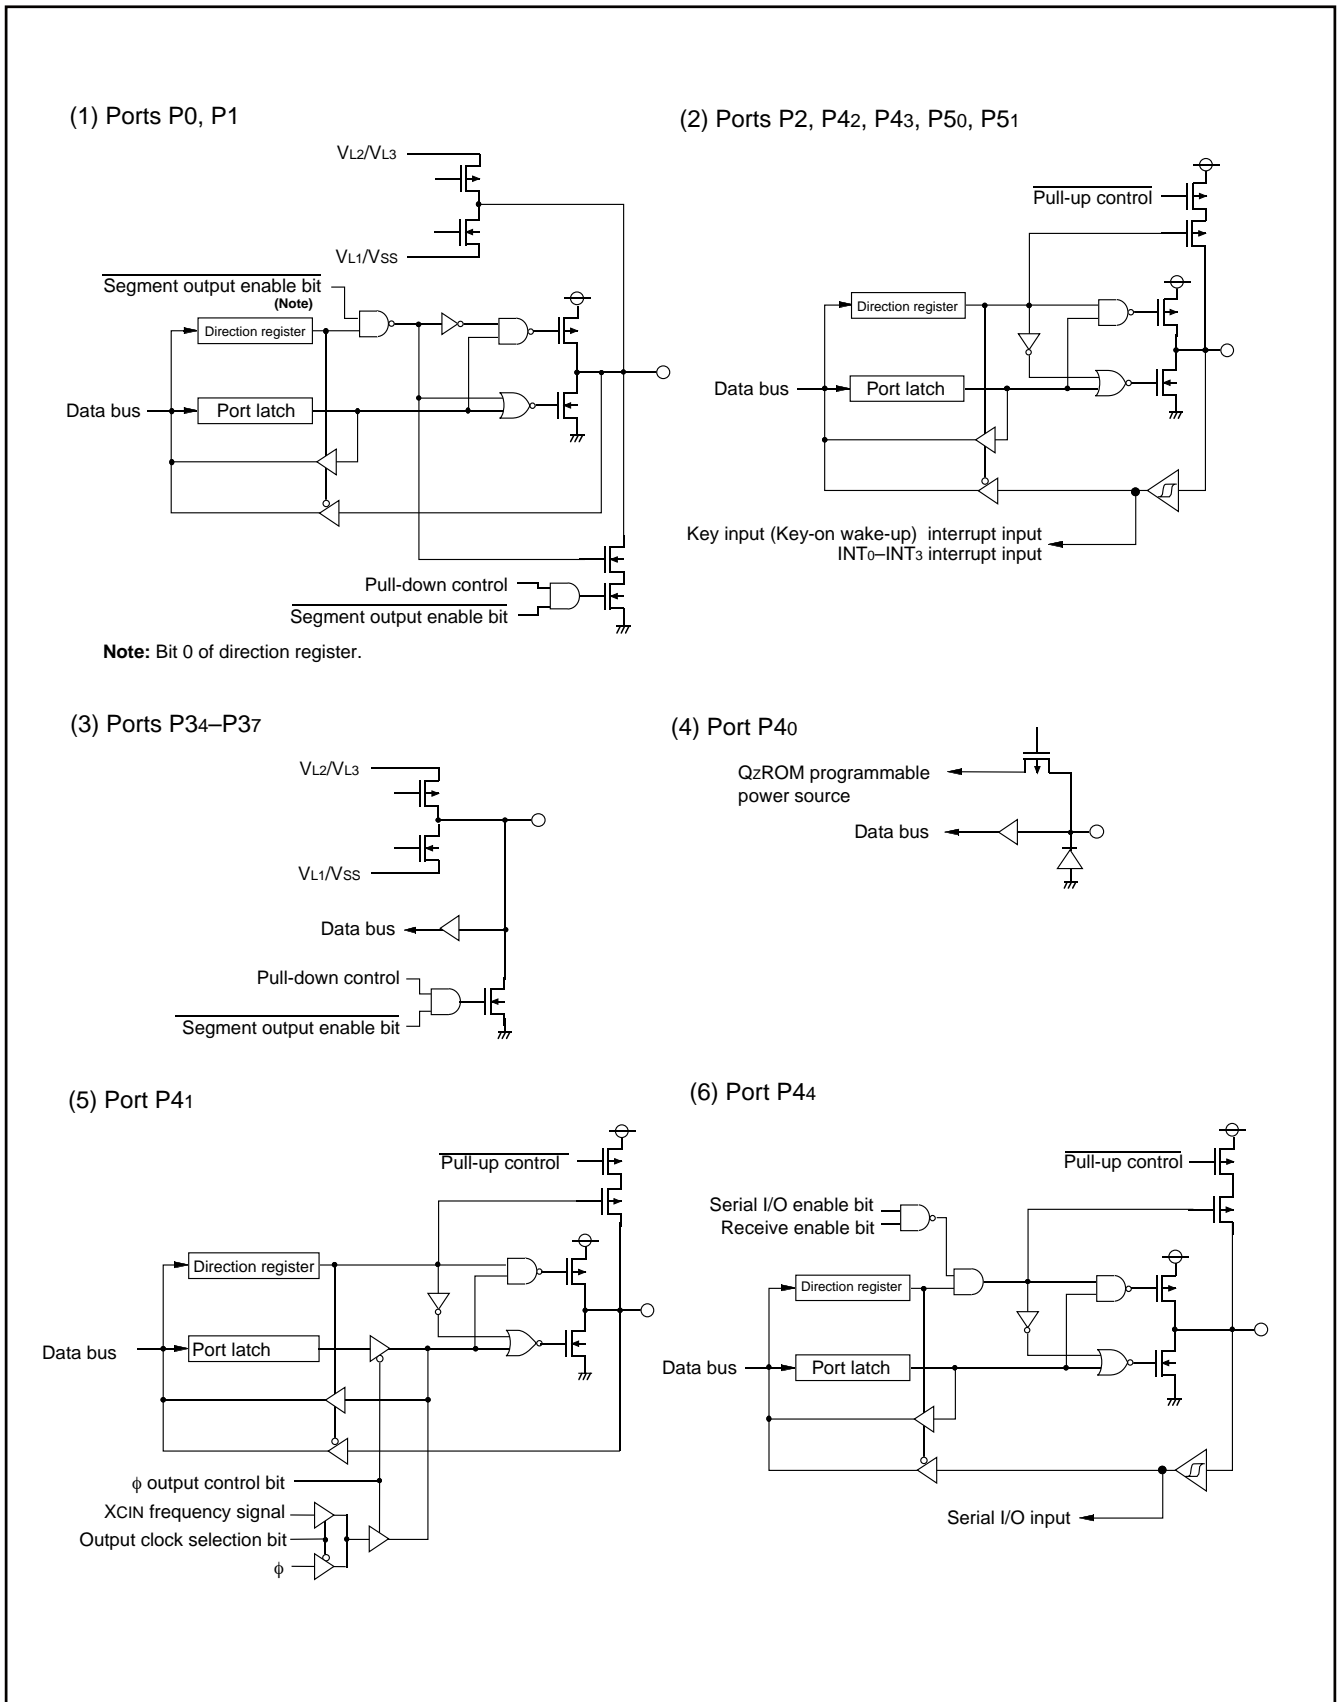 (1) Ports P0, P1
VL2/VL3
VL1/VSS
Segment output enable bit
(Note)
Direction register
Data bus
Port latch
Pull-down control
Segment output enable bit
Note: Bit 0 of direction register.
(2) Ports P2, P42, P43, P50, P51
Pull-up control
Direction register
Data bus
Port latch
Key input (Key-on wake-up) interrupt input
INT0–INT3 interrupt input
(3) Ports P34–P37
VL2/VL3
VL1/VSS
Data bus
Pull-down control
Segment output enable bit
(4) Port P40
QzROM programmable
power source
Data bus
(5) Port P41
Pull-up control
Direction register
Data bus
Port latch
ϕ output control bit
XCIN frequency signal
Output clock selection bit
ϕ
(6) Port P44
Pull-up control
Serial I/O enable bit
Receive enable bit
Direction register
Data bus
Port latch
Serial I/O input